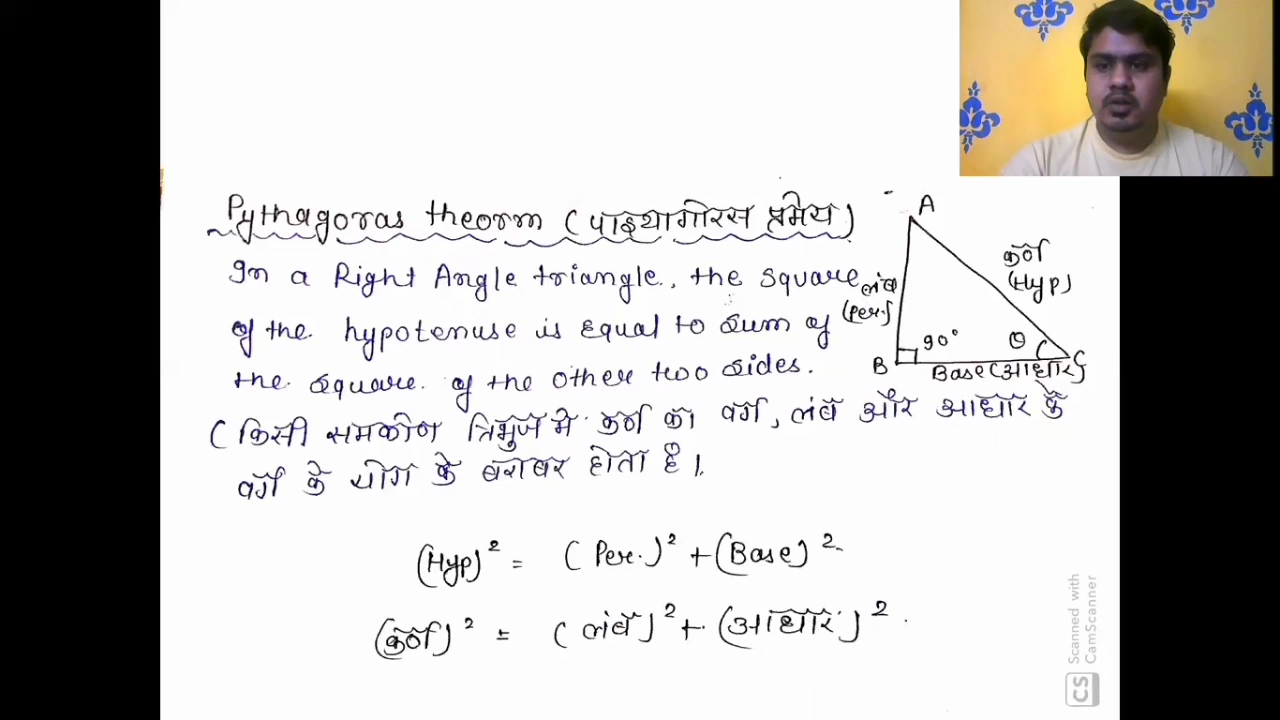 Pythagoras theorm (पाइथागोरस प्रमेय)
In a Right Angle triangle, the square
of the hypotenuse is Equal to Sum of
the square of the other two Sides.
( किसी समकोण त्रिभुज में कर्ण का वर्ग, लंब और आधार के
वर्ग के योग के बराबर होता है।
(Hyp)² = (Per.)² + (Base)²
(कर्ण)² = (लंब)² + (आधार)²
A
कर्ण
(Hyp)
लंब
(Per.)
90°
θ
B
C
Base (आधार)
CS
Scanned with
CamScanner